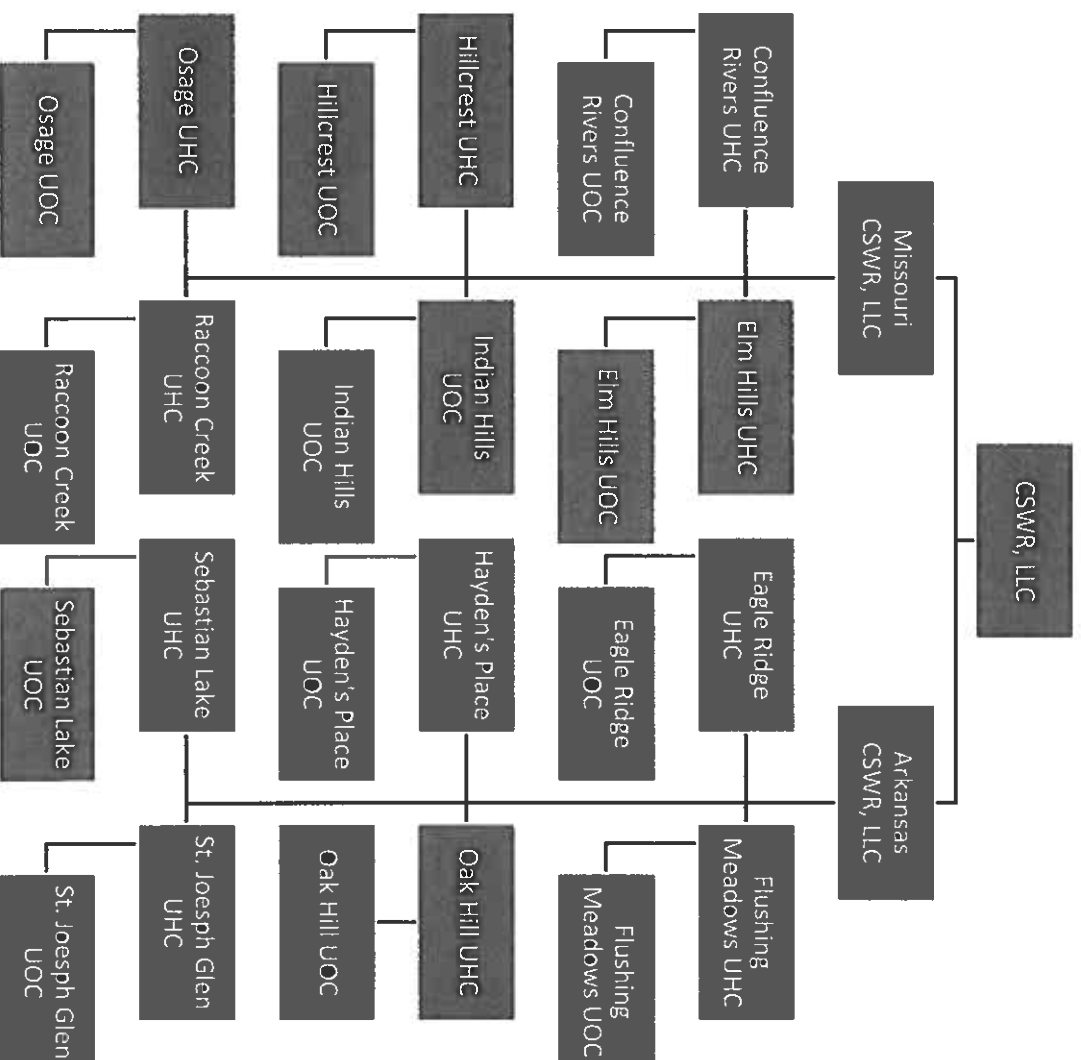 CSWR, LLC
Missouri
CSWR, LLC
Arkansas
CSWR, LLC
Confluence
Rivers UHC
Confluence
Rivers UOC
Elm Hills UHC
Elm Hills UOC
Eagle Ridge
UHC
Eagle Ridge
UOC
Flushing
Meadows UHC
Flushing
Meadows UOC
Hillcrest UHC
Hillcrest UOC
Indian Hills
UOC
Indian Hills
UOC
Hayden's Place
UHC
Hayden's Place
UOC
Oak Hill UHC
Oak Hill UOC
Osage UHC
Osage UOC
Raccoon Creek
UHC
Raccoon Creek
UOC
Sebastian Lake
UHC
Sebastian Lake
UOC
St. Joesph Glen
UHC
St. Joesph Glen
UOC